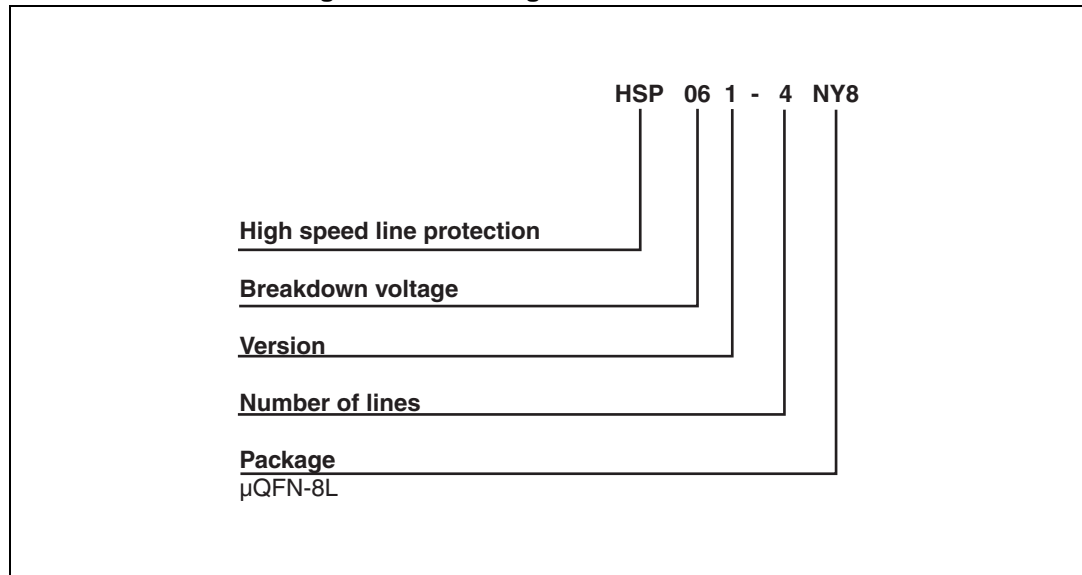 HSP 06 1 - 4 NY8
High speed line protection
Breakdown voltage
Version
Number of lines
Package
µQFN-8L